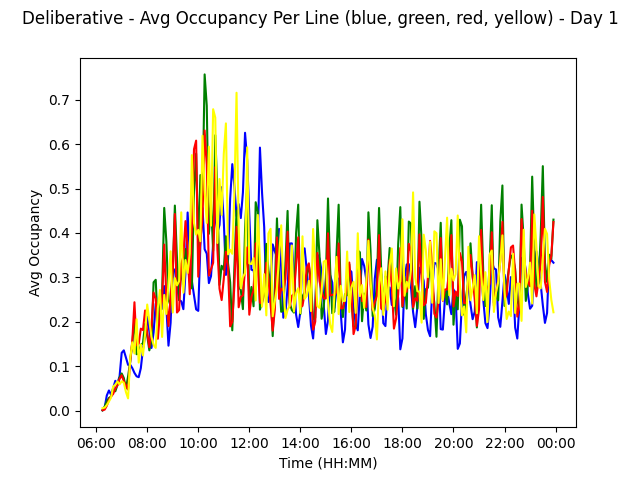 Deliberative - Avg Occupancy Per Line (blue, green, red, yellow) - Day 1
Avg Occupancy
0.7
0.6
0.5
0.4
0.3
0.2
0.1
0.0
06:00 08:00 10:00 12:00 14:00 16:00 18:00 20:00 22:00 00:00
Time (HH:MM)